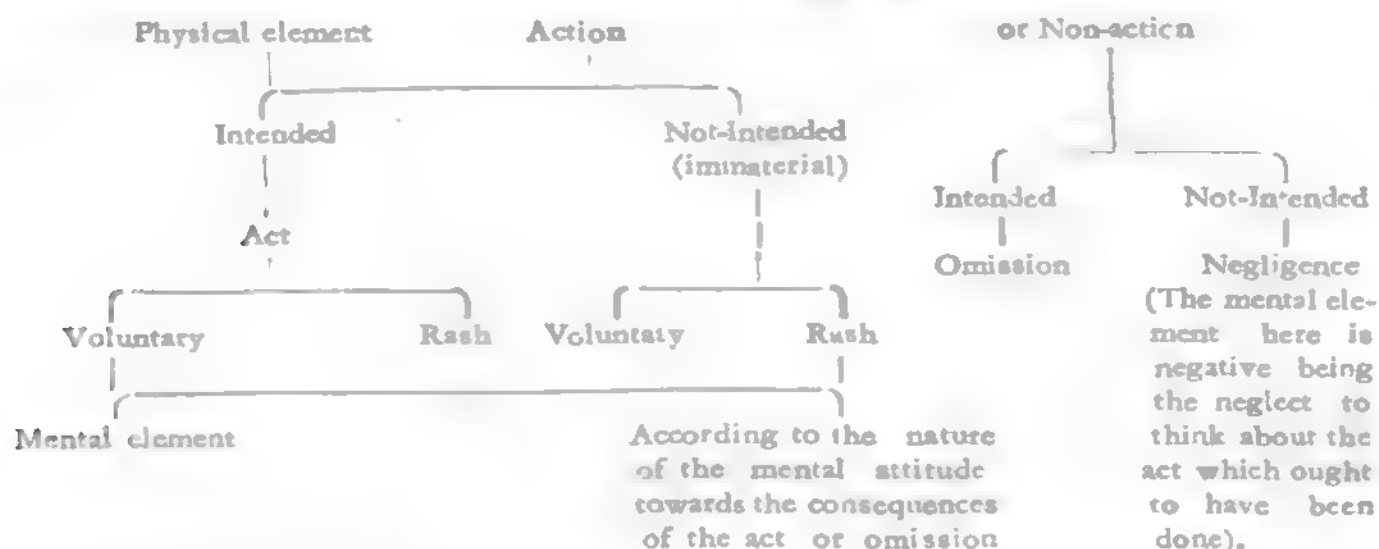 Physical element Action or Non-action
Intended Not-Intended
(immaterial)
Intended Not-Intended
Act
Omission Negligence
Voluntary Rash Voluntary Rash
(The mental ele-
ment here is
negative being
the neglect to
think about the
act which ought
to have been
done).
Mental element
According to the nature
of the mental attitude
towards the consequences
of the act or omission